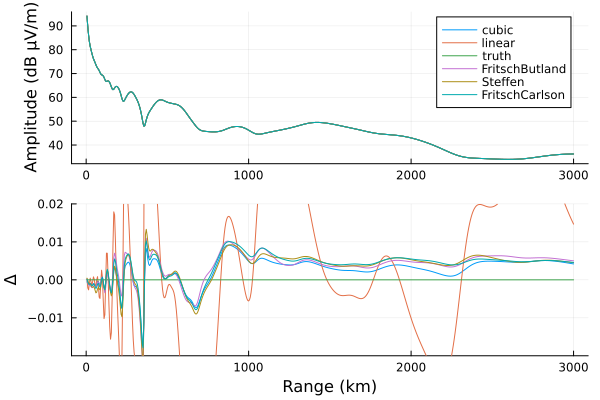 Amplitude (dB μV/m)
90
80
70
60
50
40
cubic
linear
truth
FritschButland
Steffen
FritschCarlson
0
1000
2000
3000
Δ
0.02
0.01
0.00
−0.01
0
1000
2000
3000
Range (km)